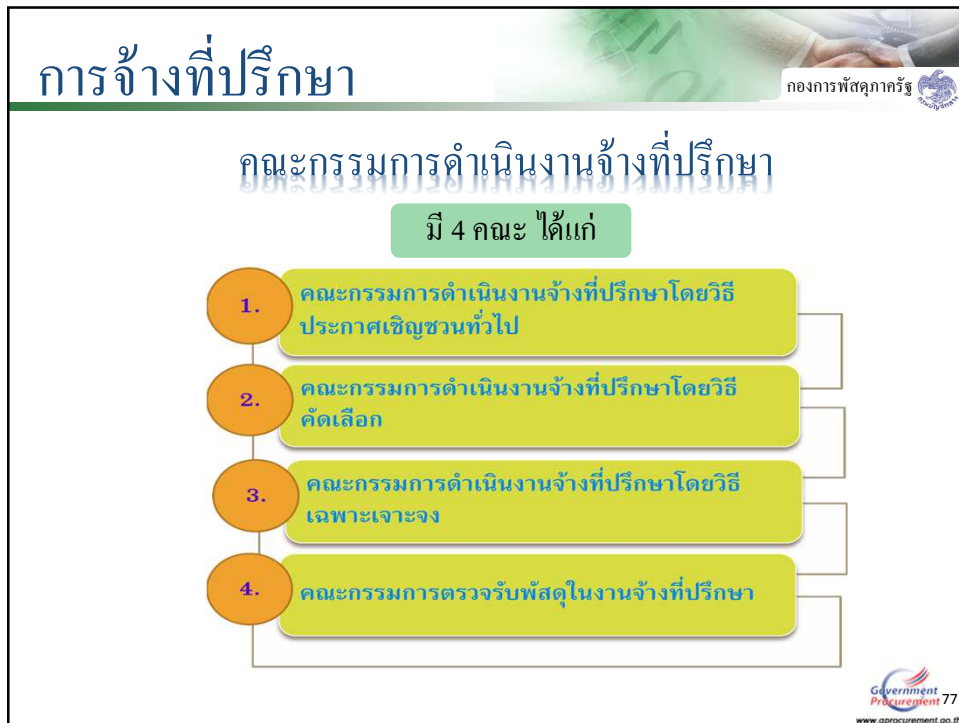 การจ้างที่ปรึกษา
กองการพัสดุภาครัฐ
กรมบัญชีกลาง
คณะกรรมการดำเนินงานจ้างที่ปรึกษา
มี 4 คณะ ได้แก่
1.
คณะกรรมการดำเนินงานจ้างที่ปรึกษาโดยวิธี
ประกาศเชิญชวนทั่วไป
2.
คณะกรรมการดำเนินงานจ้างที่ปรึกษาโดยวิธี
คัดเลือก
3.
คณะกรรมการดำเนินงานจ้างที่ปรึกษาโดยวิธี
เฉพาะเจาะจง
4.
คณะกรรมการตรวจรับพัสดุในงานจ้างที่ปรึกษา
Government
Procurement 77
www.gprocurement.go.th